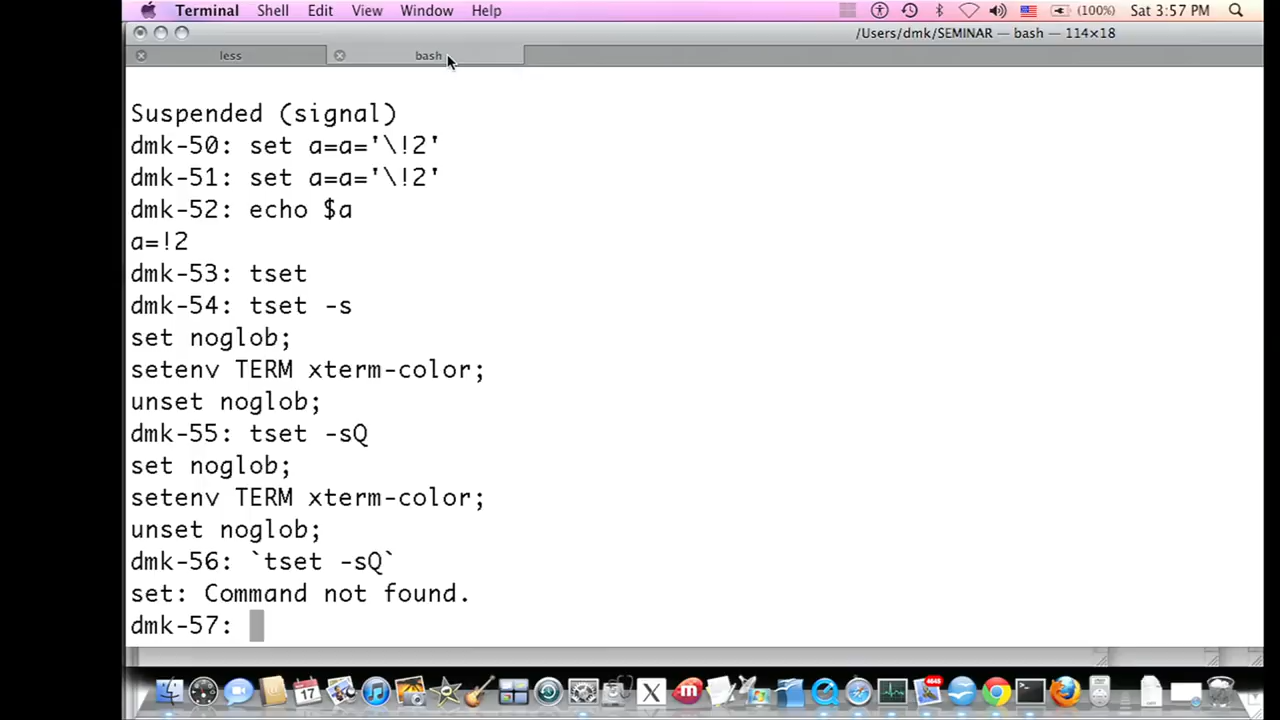 Terminal Shell Edit View Window Help (100%) Sat 3:57 PM
/Users/dmk/SEMINAR — bash — 114×18
less bash
Suspended (signal)
dmk-50: set a=a='\!2'
dmk-51: set a=a='\!2'
dmk-52: echo $a
a=!2
dmk-53: tset
dmk-54: tset -s
set noglob;
setenv TERM xterm-color;
unset noglob;
dmk-55: tset -sQ
set noglob;
setenv TERM xterm-color;
unset noglob;
dmk-56: `tset -sQ`
set: Command not found.
dmk-57:
17 X m